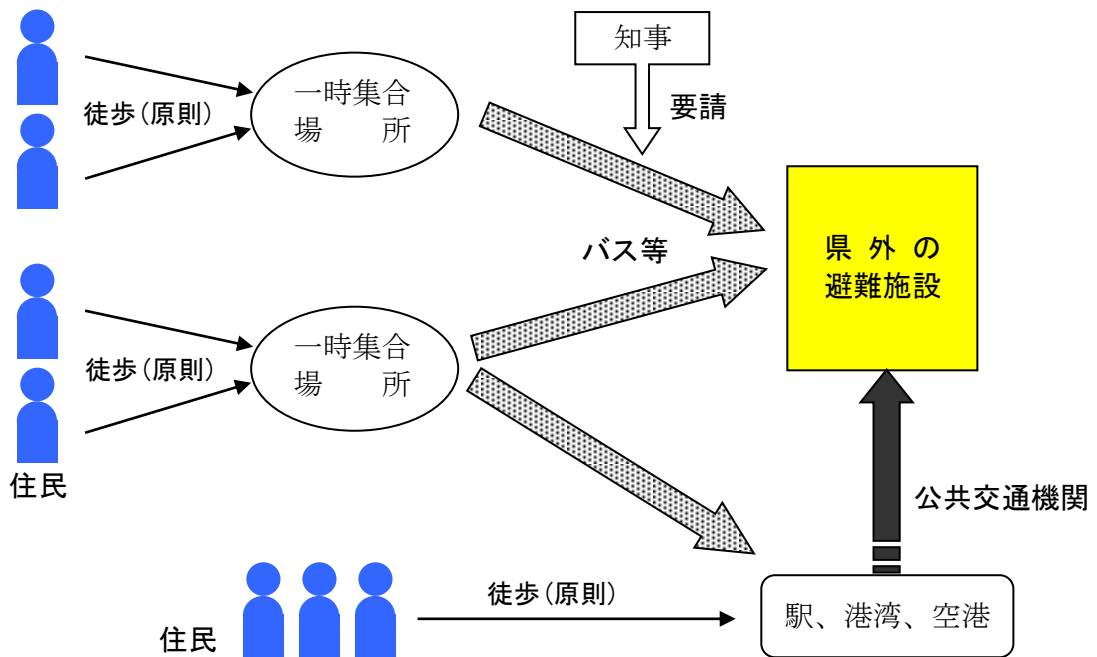 知事
要請
徒歩（原則）
一時集合
場　　所
バス等
県 外 の
避難施設
徒歩（原則）
一時集合
場　　所
住民
公共交通機関
徒歩（原則）
駅、港湾、空港
住民